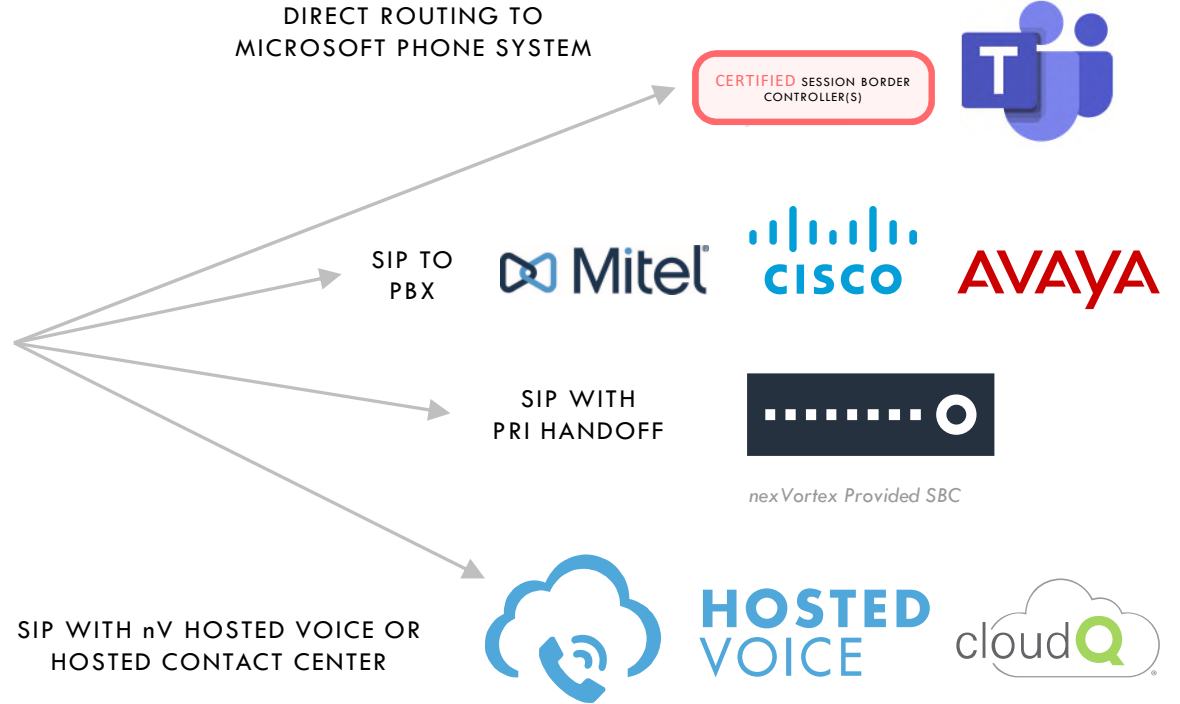 DIRECT ROUTING TO
MICROSOFT PHONE SYSTEM
CERTIFIED SESSION BORDER
CONTROLLER(S)
T
SIP TO
PBX
Mitel®
CISCO
AVAYA
SIP WITH
PRI HANDOFF
nexVortex Provided SBC
SIP WITH nV HOSTED VOICE OR
HOSTED CONTACT CENTER
HOSTED
VOICE
cloudQ®